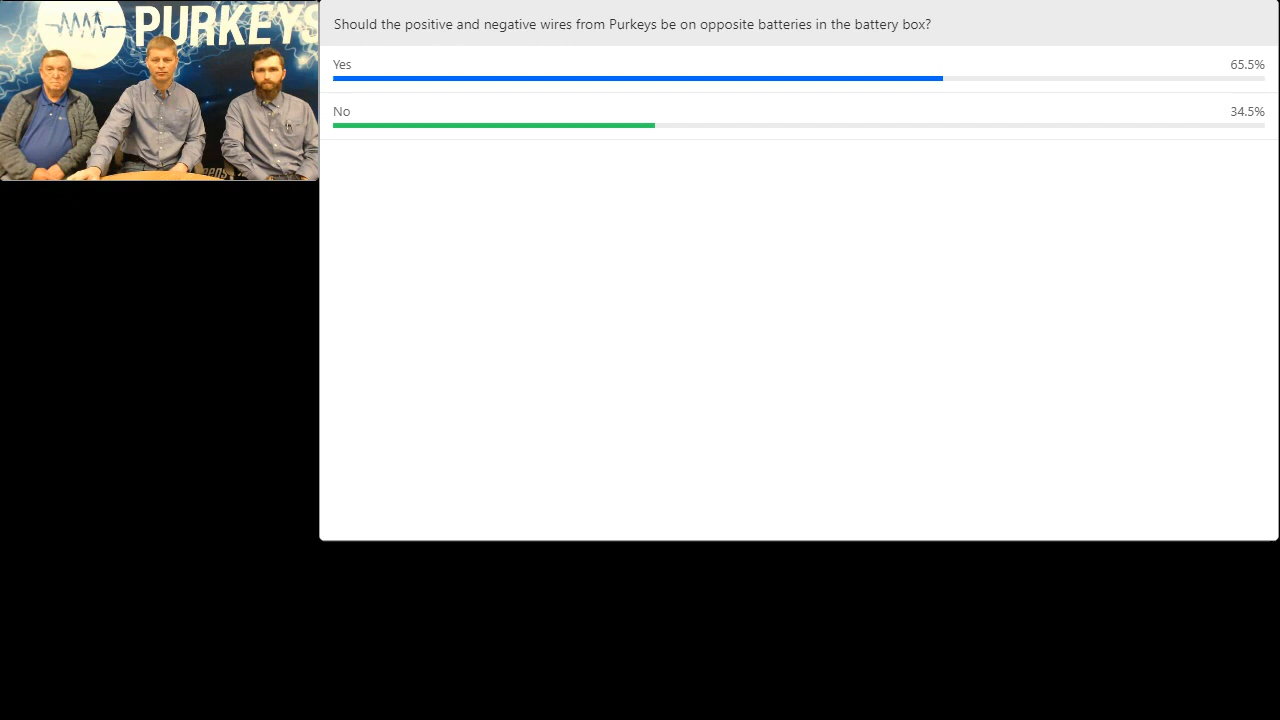 PURKEYS
Should the positive and negative wires from Purkeys be on opposite batteries in the battery box?
Yes 65.5%
No 34.5%